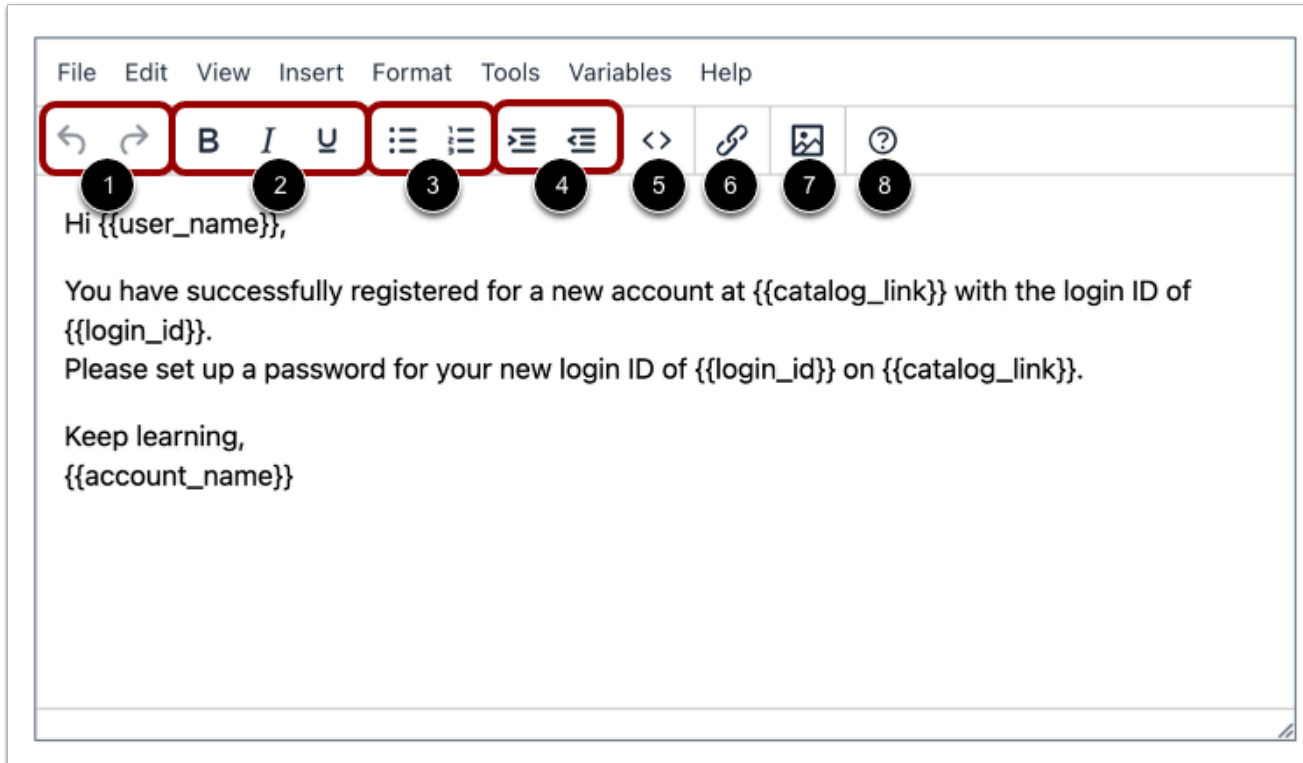 File Edit View Insert Format Tools Variables Help
B I U
1 2 3 4 5 6 7 8
Hi {{user_name}},
You have successfully registered for a new account at {{catalog_link}} with the login ID of
{{login_id}}.
Please set up a password for your new login ID of {{login_id}} on {{catalog_link}}.
Keep learning,
{{account_name}}